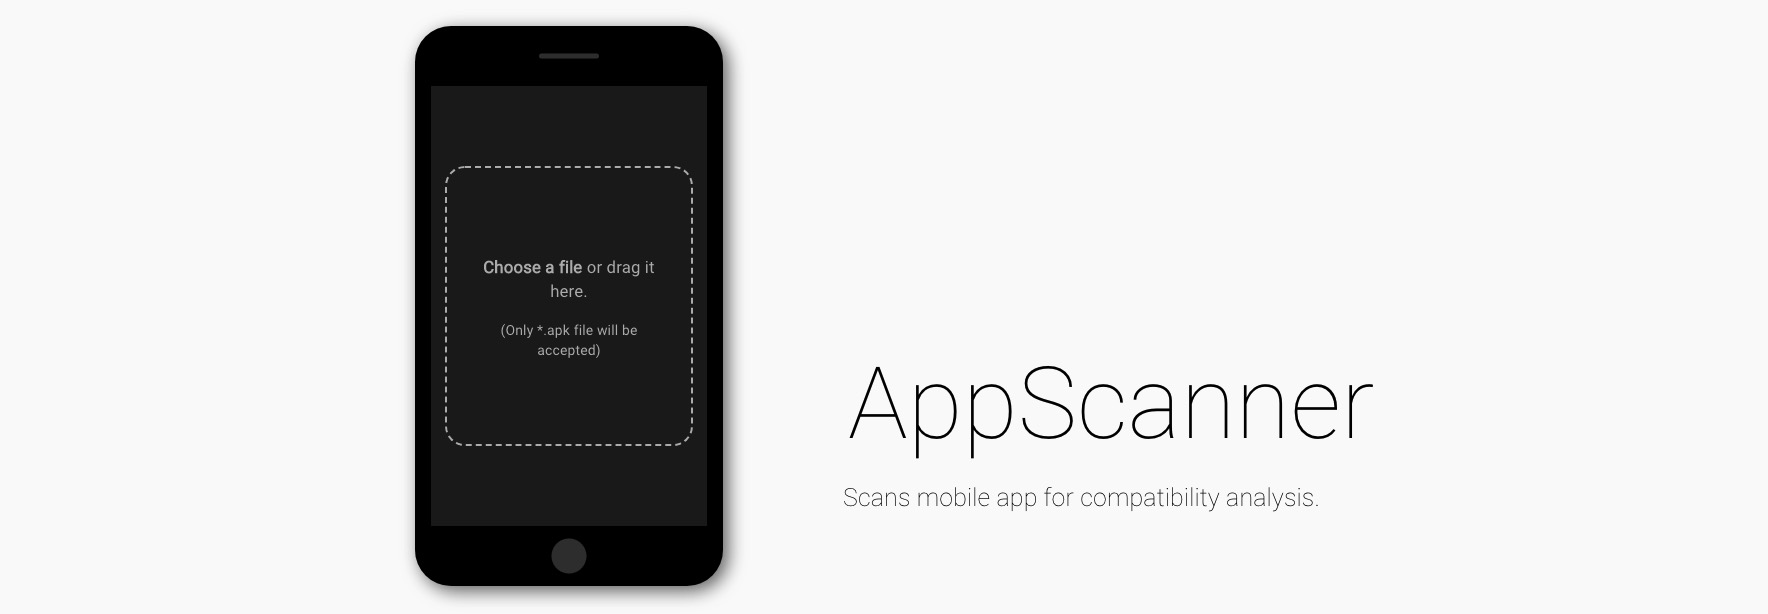 Choose a file or drag it
here.
(Only *.apk file will be
accepted)
AppScanner
Scans mobile app for compatibility analysis.